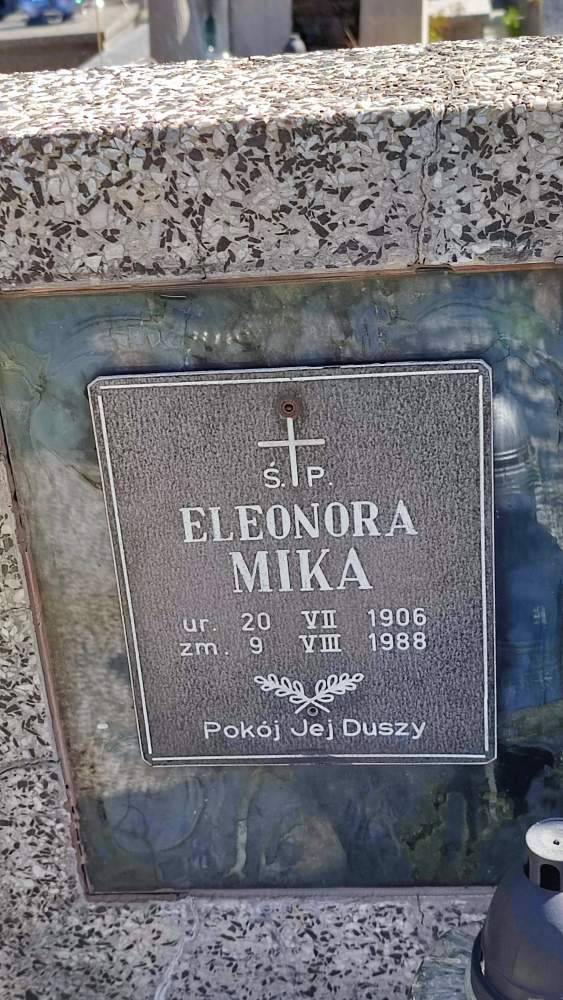 Ś. P.
ELEONORA
MIKA
ur. 20 VII 1906
zm. 9 VIII 1988
Pokój Jej Duszy